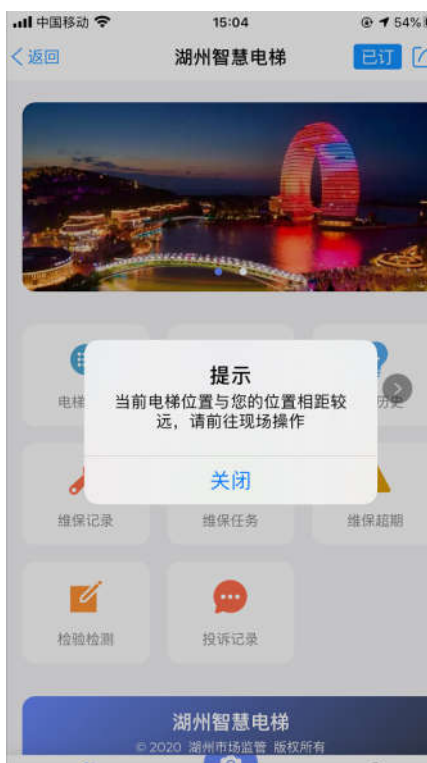 中国移动 15:04 54%
返回 湖州智慧电梯 已订
提示
当前电梯位置与您的位置相距较
远，请前往现场操作
关闭
电梯 历史
维保记录 维保任务 维保超期
检验检测 投诉记录
湖州智慧电梯
© 2020 湖州市场监管 版权所有